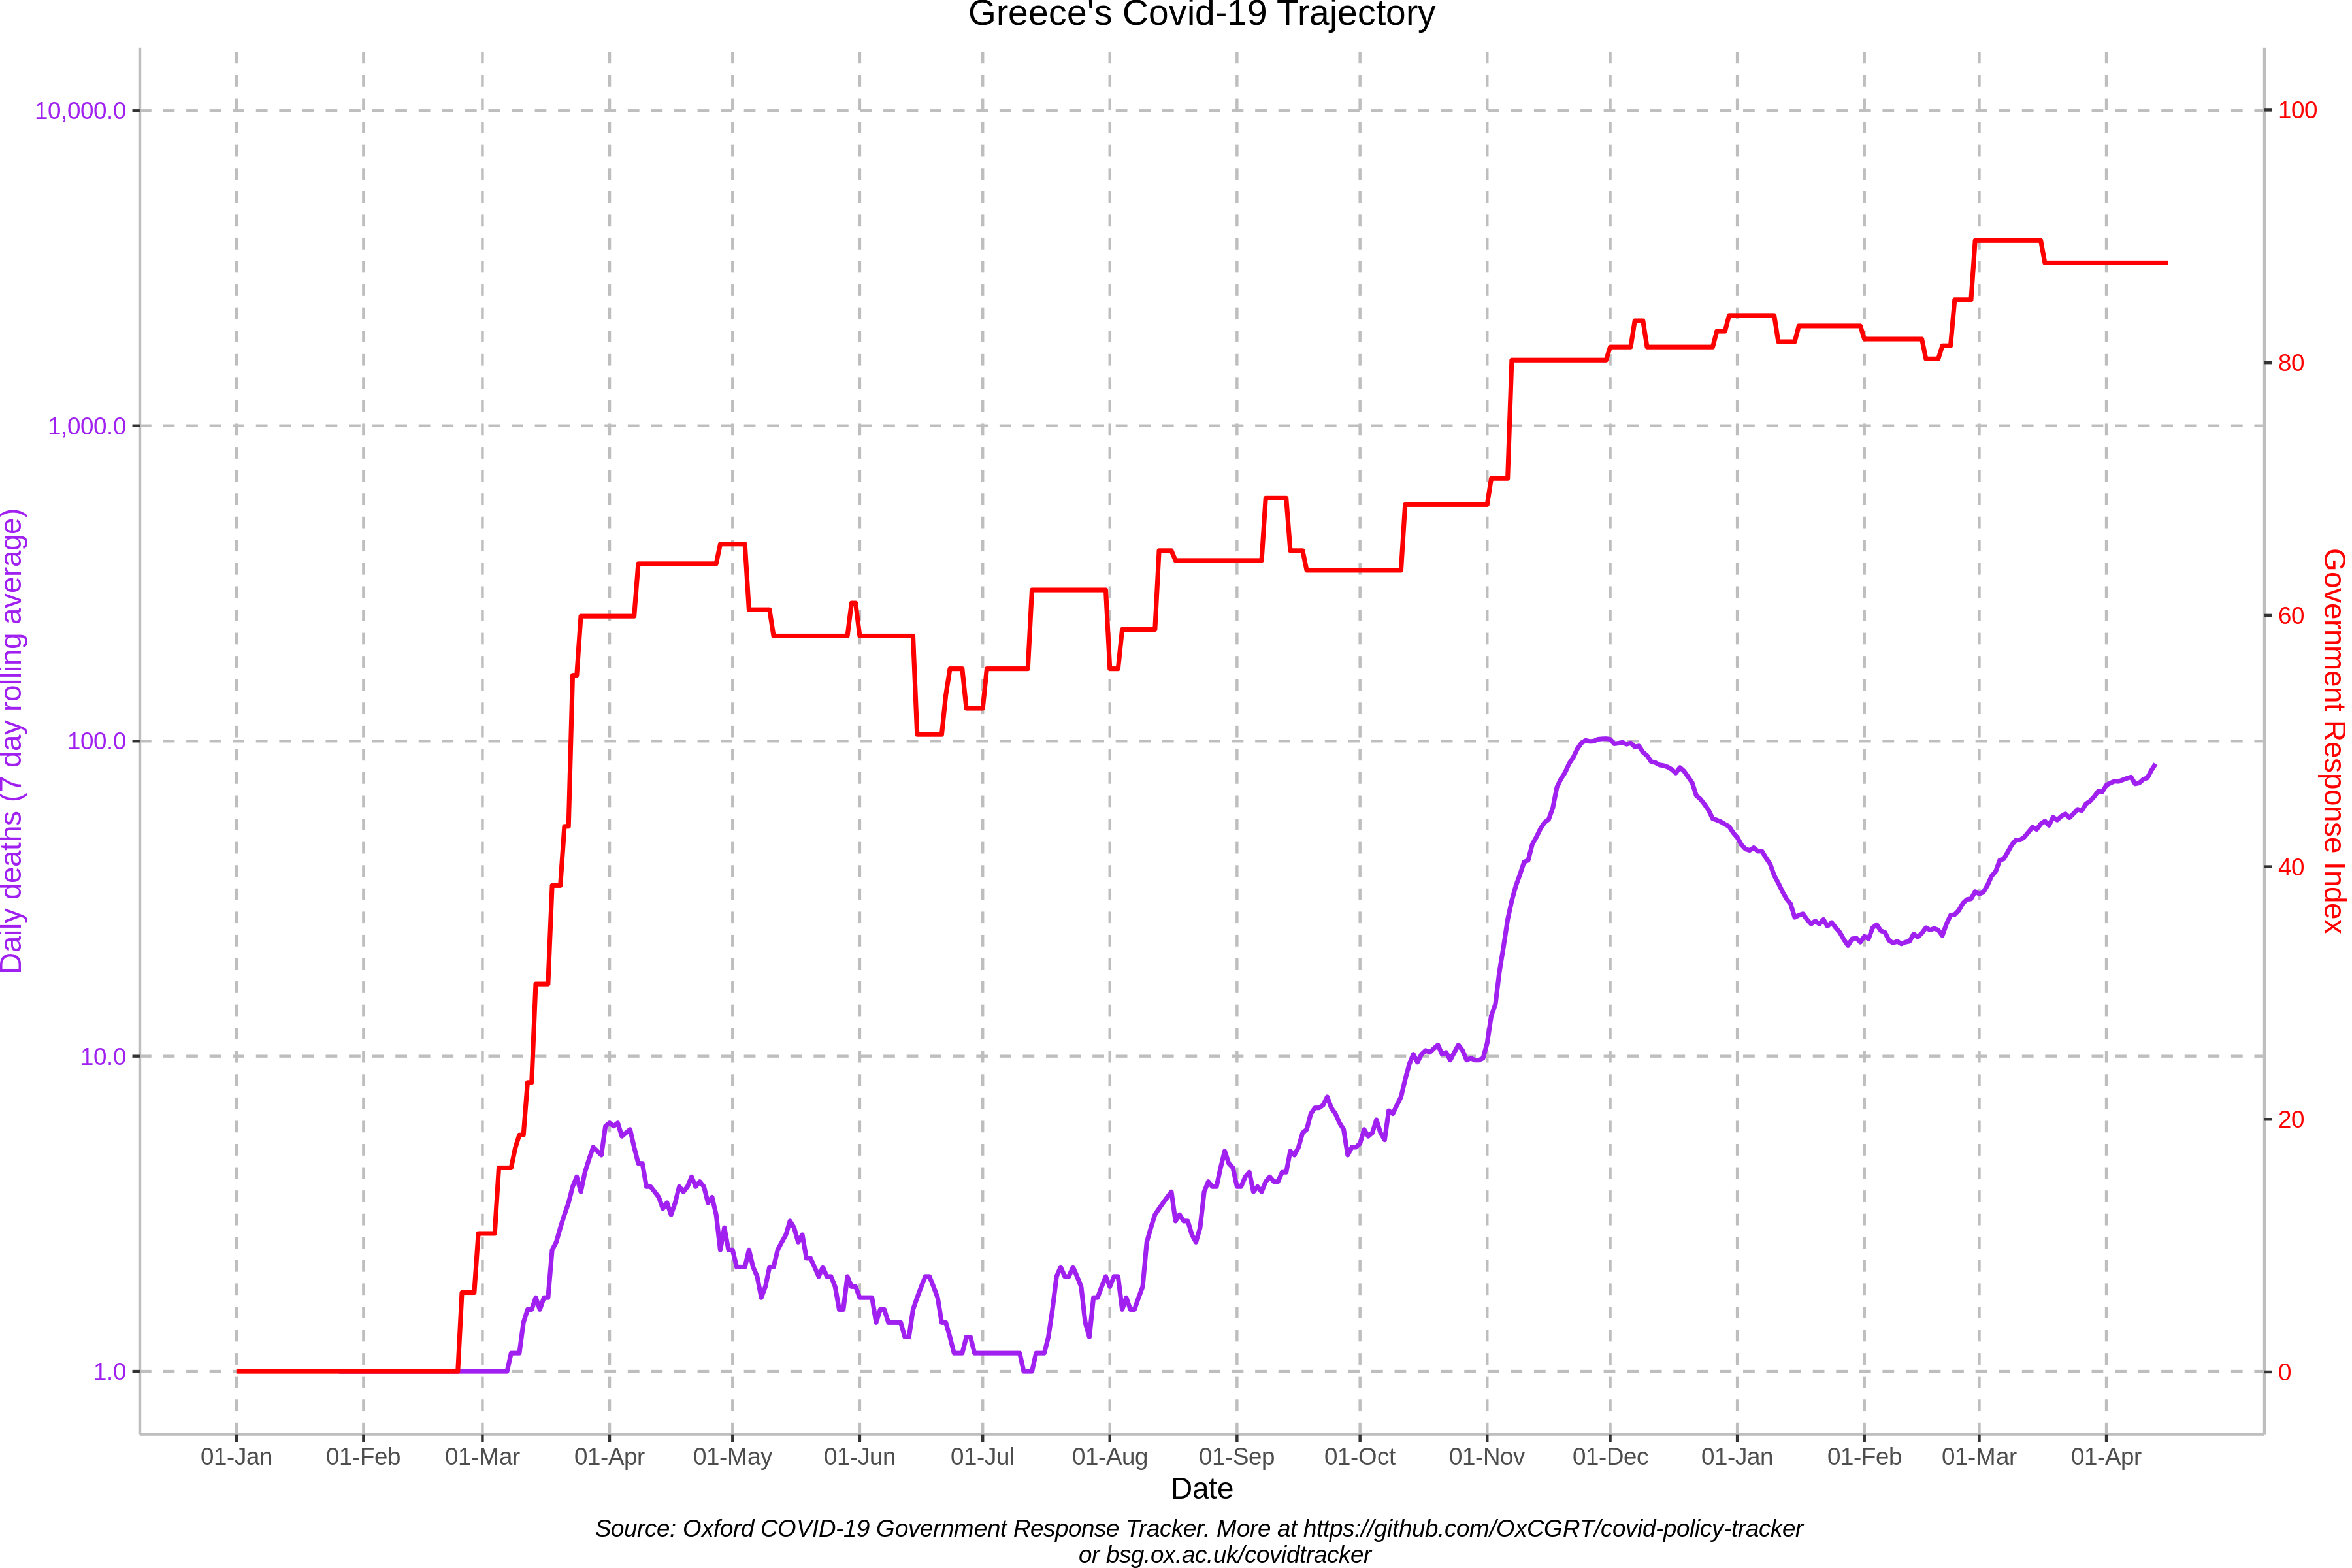 Greece's Covid-19 Trajectory
10,000.0
1,000.0
100.0
10.0
1.0
Daily deaths (7 day rolling average)
100
80
60
40
20
0
Government Response Index
01-Jan 01-Feb 01-Mar 01-Apr 01-May 01-Jun 01-Jul 01-Aug 01-Sep 01-Oct 01-Nov 01-Dec 01-Jan 01-Feb 01-Mar 01-Apr
Date
Source: Oxford COVID-19 Government Response Tracker. More at https://github.com/OxCGRT/covid-policy-tracker
or bsg.ox.ac.uk/covidtracker